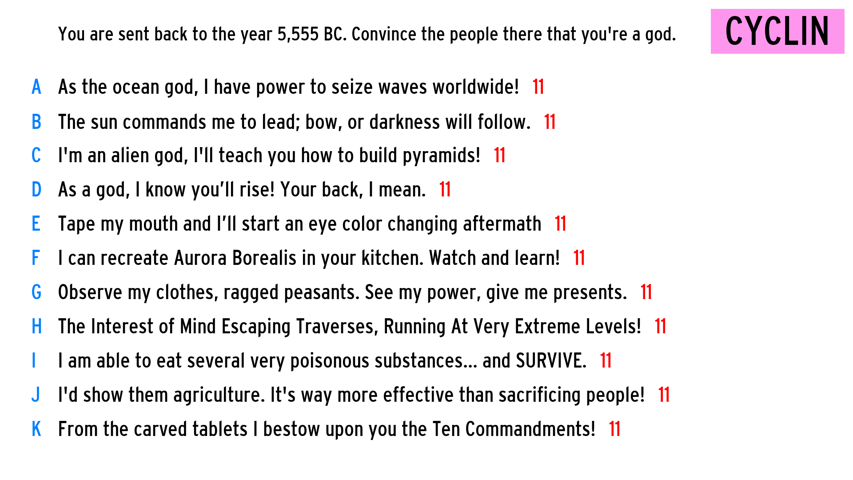 You are sent back to the year 5,555 BC. Convince the people there that you're a god.
CYCLIN
A As the ocean god, I have power to seize waves worldwide! 11
B The sun commands me to lead; bow, or darkness will follow. 11
C I'm an alien god, I'll teach you how to build pyramids! 11
D As a god, I know you’ll rise! Your back, I mean. 11
E Tape my mouth and I’ll start an eye color changing aftermath 11
F I can recreate Aurora Borealis in your kitchen. Watch and learn! 11
G Observe my clothes, ragged peasants. See my power, give me presents. 11
H The Interest of Mind Escaping Traverses, Running At Very Extreme Levels! 11
I I am able to eat several very poisonous substances... and SURVIVE. 11
J I'd show them agriculture. It's way more effective than sacrificing people! 11
K From the carved tablets I bestow upon you the Ten Commandments! 11